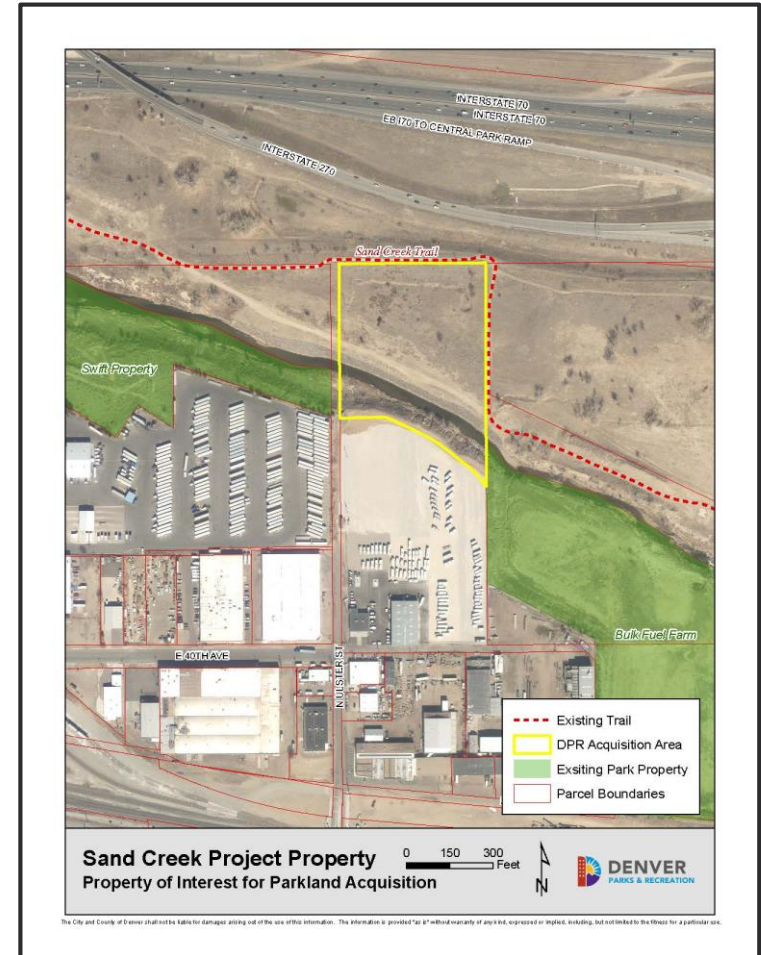 INTERSTATE 70
INTERSTATE 70
EB I70 TO CENTRAL PARK RAMP
INTERSTATE 270
Sand Creek Trail
Swift Property
Bulk Fuel Farm
E 40TH AVE
N ULSTER ST
Existing Trail
DPR Acquisition Area
Exsiting Park Property
Parcel Boundaries
Sand Creek Project Property
Property of Interest for Parkland Acquisition
0 150 300
Feet
N
DENVER
PARKS & RECREATION
The City and County of Denver shall not be liable for damages arising out of the use of this information. The information is provided "as is" without warranty of any kind, expressed or implied, including, but not limited to the fitness for a particular use.